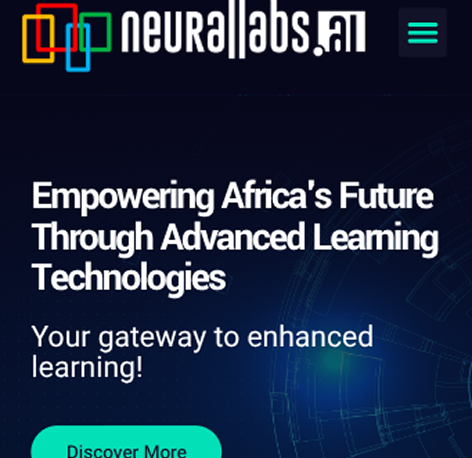 neurallabs.ai
Empowering Africa's Future
Through Advanced Learning
Technologies
Your gateway to enhanced
learning!
Discover More